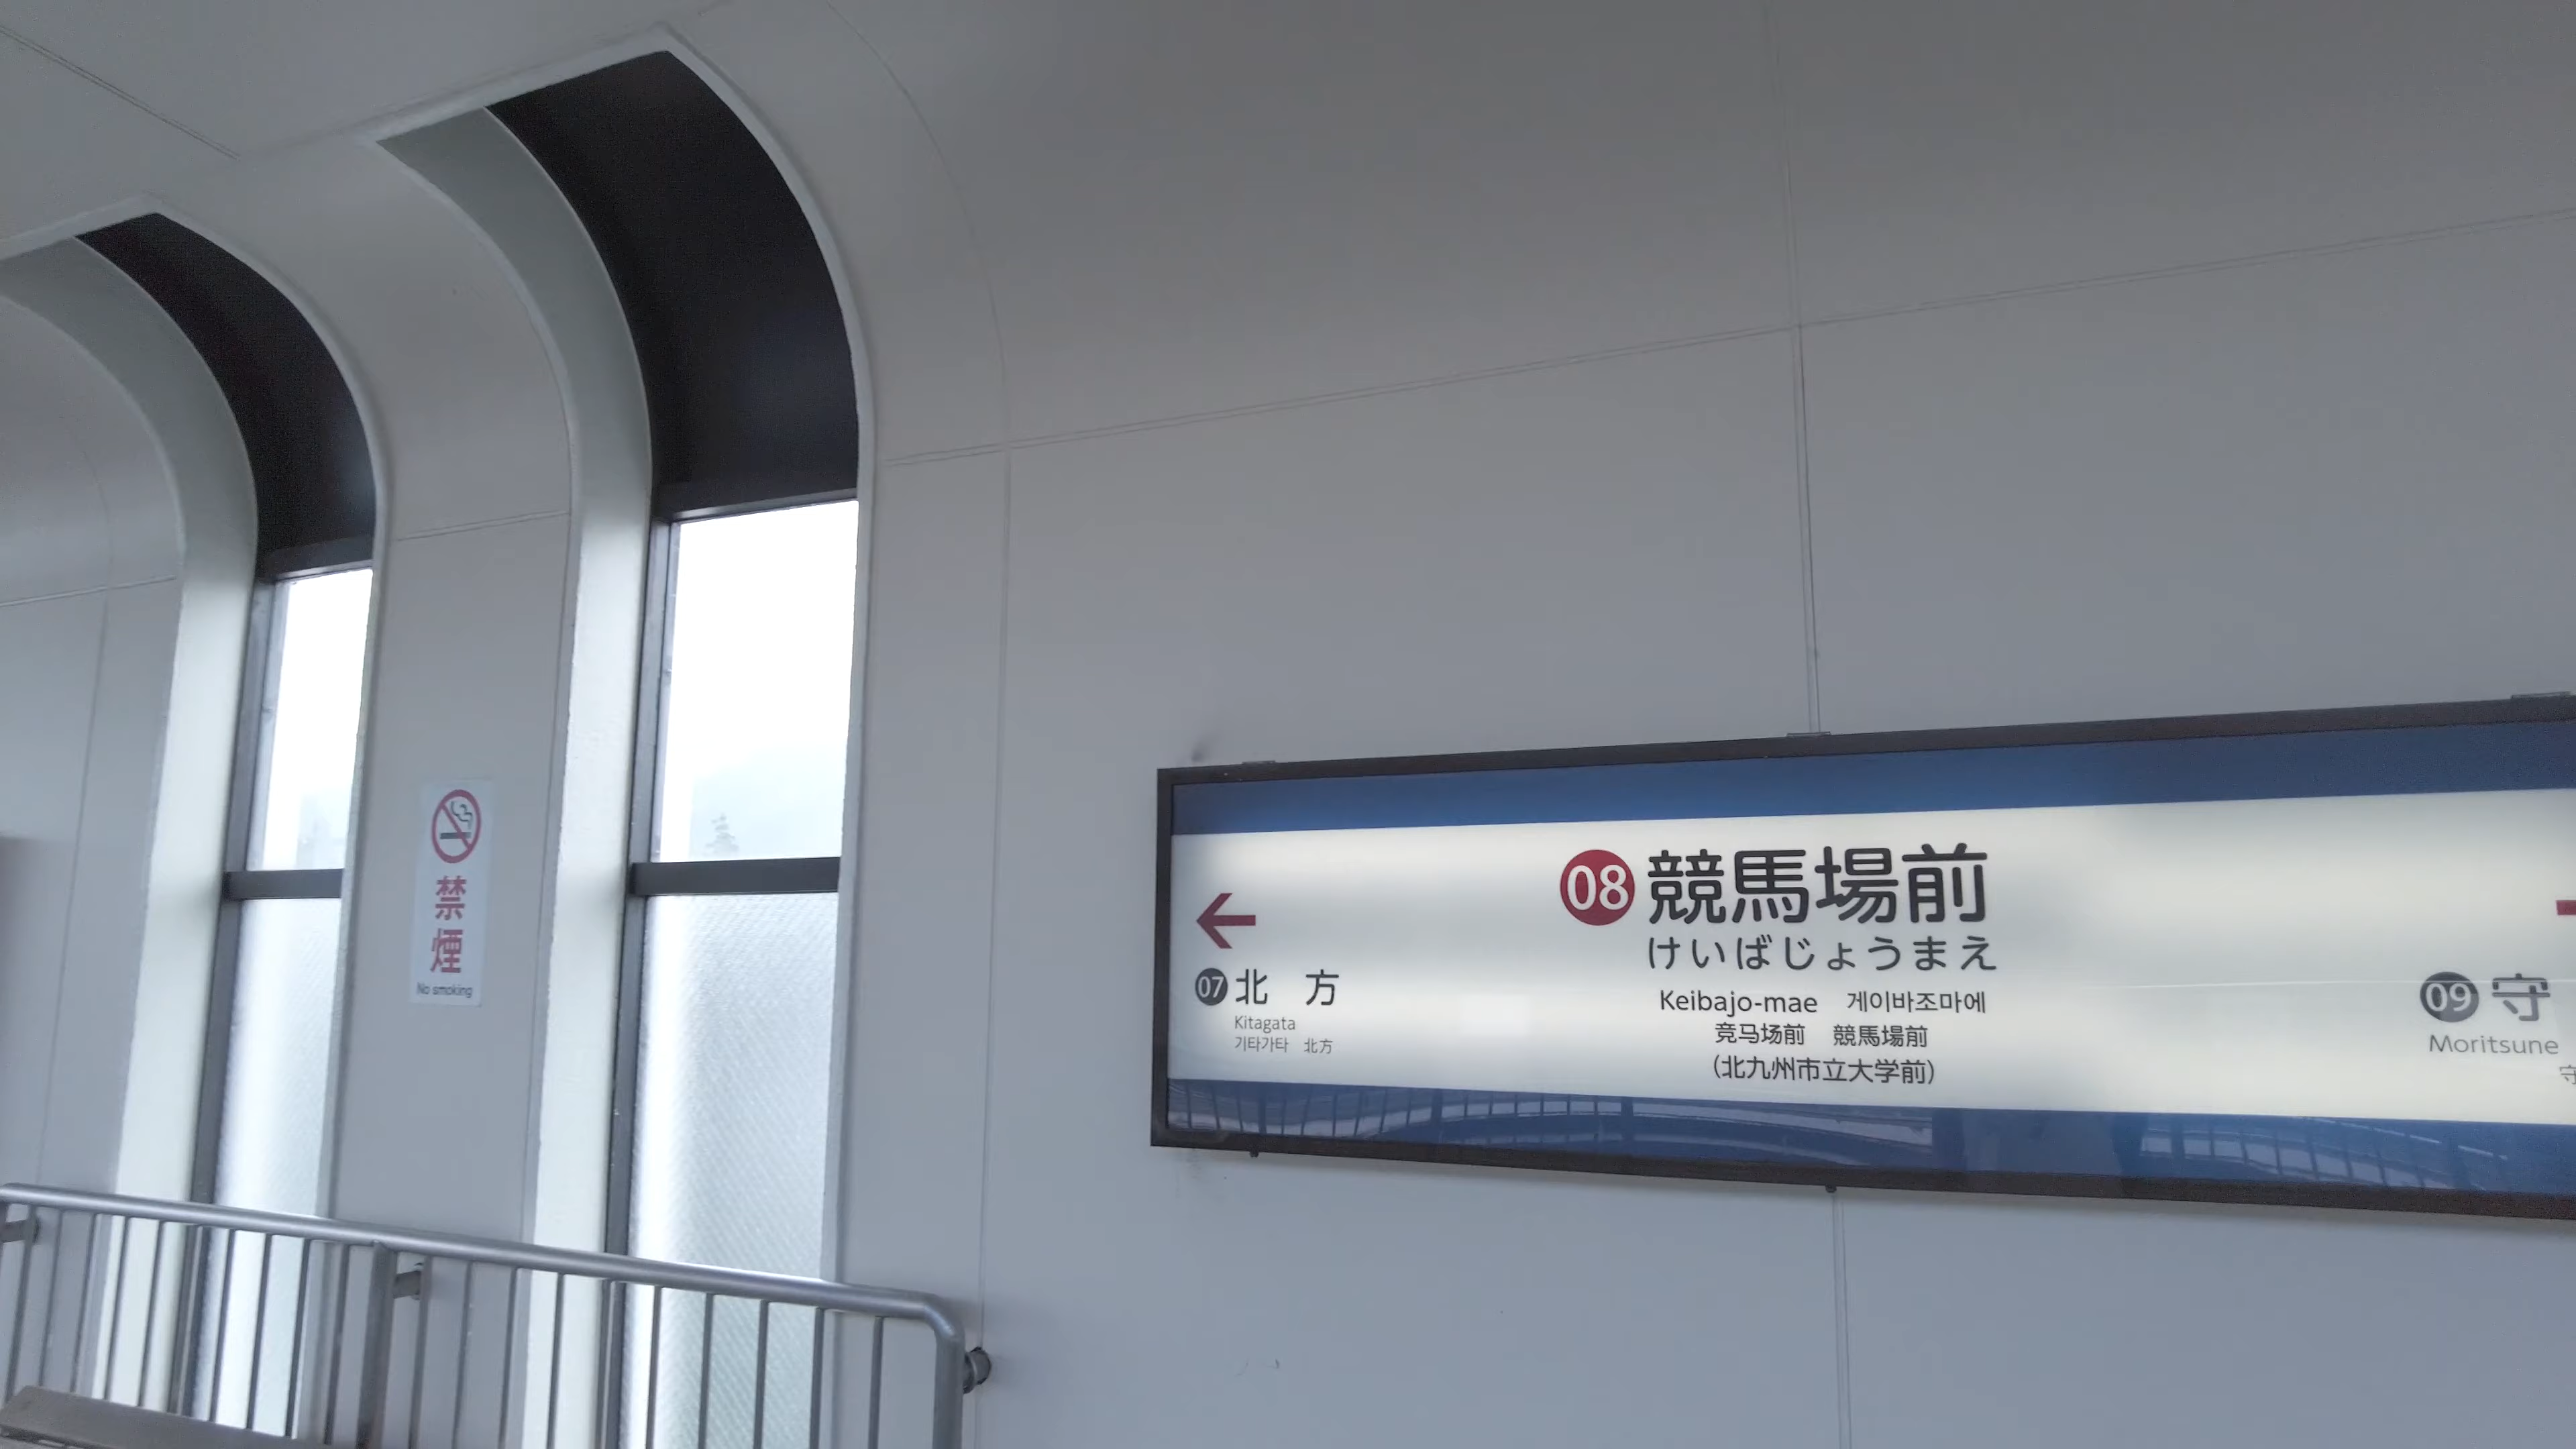 禁煙
No smoking
08 競馬場前
けいばじょうまえ
Keibajo-mae 게이바조마에
竞马场前 競馬場前
(北九州市立大学前)
← 07 北 方
Kitagata
기타가타 北方
09 守
Moritsune
守